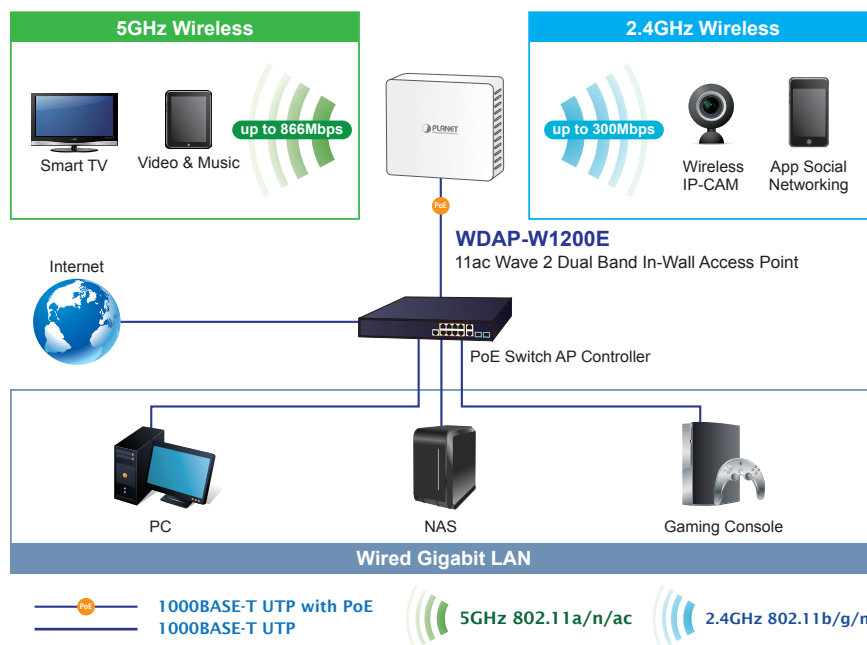 5GHz Wireless
2.4GHz Wireless
up to 866Mbps
up to 300Mbps
PLANET
Smart TV
Video & Music
Wireless
IP-CAM
App Social
Networking
PoE
WDAP-W1200E
11ac Wave 2 Dual Band In-Wall Access Point
Internet
PoE Switch AP Controller
PC
NAS
Gaming Console
Wired Gigabit LAN
PoE
1000BASE-T UTP with PoE
1000BASE-T UTP
5GHz 802.11a/n/ac
2.4GHz 802.11b/g/n